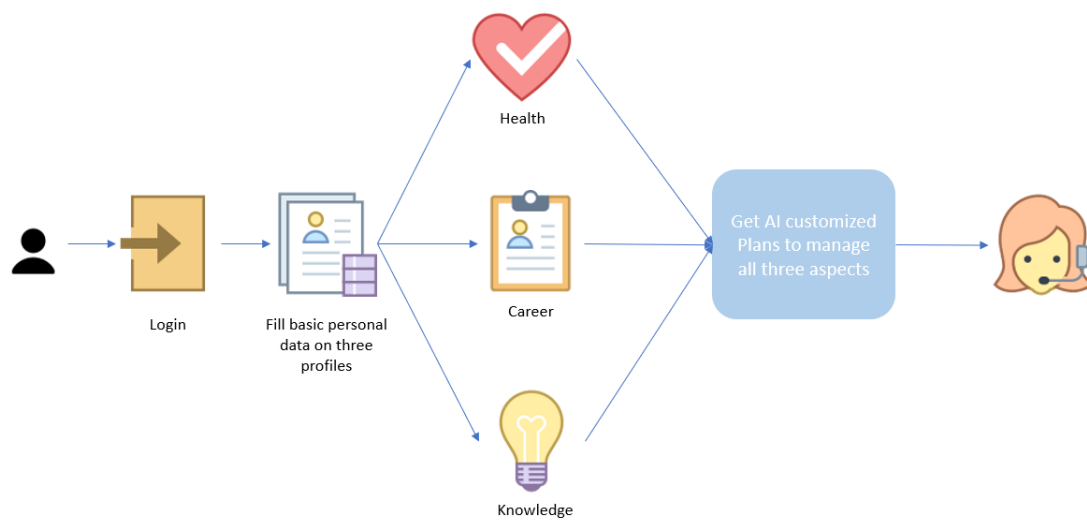 Health
Login
Fill basic personal
data on three
profiles
Career
Get AI customized
Plans to manage
all three aspects
Knowledge